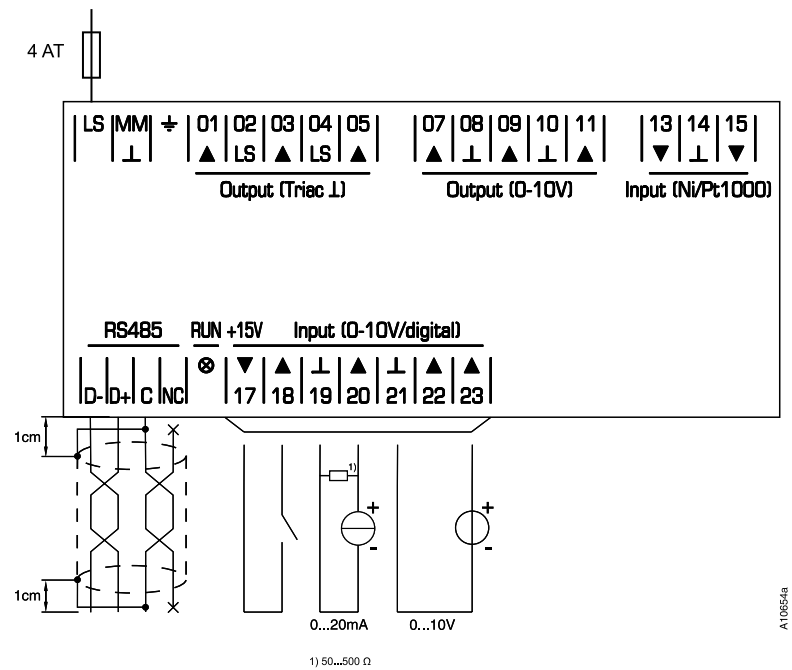 4 AT
LS MM ⏚ 01 02 03 04 05 07 08 09 10 11 13 14 15
⊥ ▲ LS ▲ LS ▲ ▲ ⊥ ▲ ⊥ ▲ ▼ ⊥ ▼
Output (Triac ⊥) Output (0-10V) Input (Ni/Pt1000)
RS485 RUN +15V Input (0-10V/digital)
⊗ ▼ ▲ ⊥ ▲ ⊥ ▲ ▲
D- D+ C NC 17 18 19 20 21 22 23
1cm
1)
+ +
- -
1cm
0...20mA 0...10V
1) 50...500 Ω
A10654a